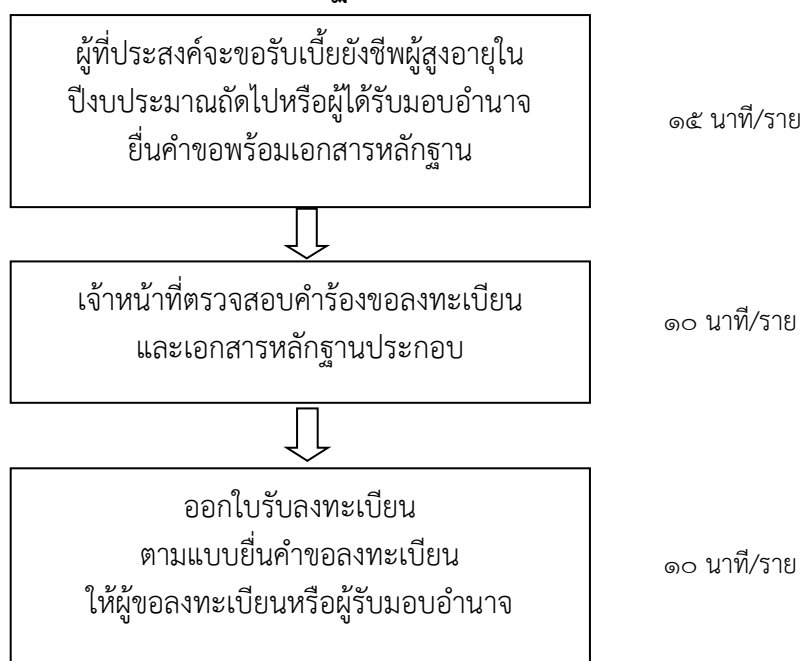 ผู้ที่ประสงค์จะขอรับเบี้ยยังชีพผู้สูงอายุใน
ปีงบประมาณถัดไปหรือผู้ได้รับมอบอำนาจ
ยื่นคำขอพร้อมเอกสารหลักฐาน
๑๕ นาที/ราย
เจ้าหน้าที่ตรวจสอบคำร้องขอลงทะเบียน
และเอกสารหลักฐานประกอบ
๑๐ นาที/ราย
ออกใบรับลงทะเบียน
ตามแบบยื่นคำขอลงทะเบียน
ให้ผู้ขอลงทะเบียนหรือผู้รับมอบอำนาจ
๑๐ นาที/ราย